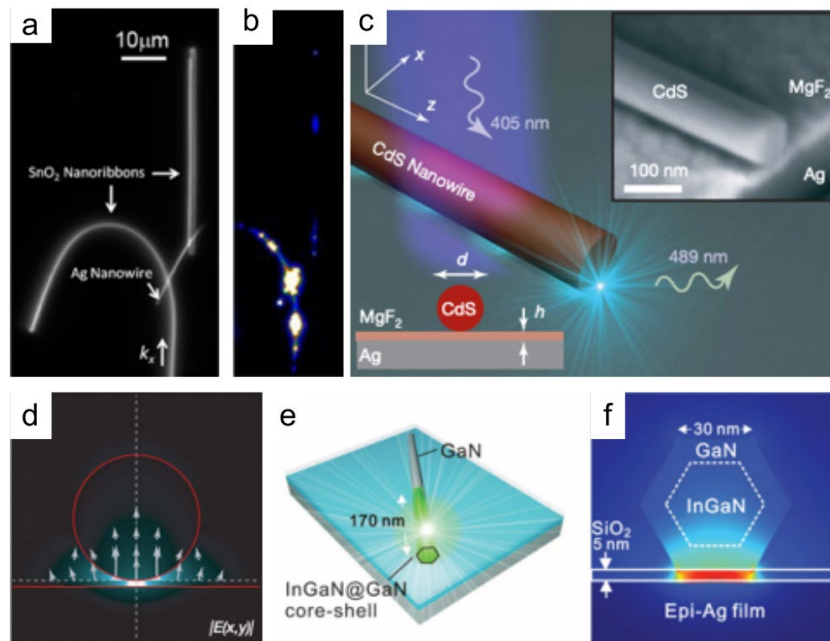 a
10μm
SnO₂ Nanoribbons
Ag Nanowire
kₓ
b
c
x
z
405 nm
CdS Nanowire
489 nm
d
CdS
MgF₂
h
Ag
CdS
MgF₂
100 nm
Ag
d
|E(x,y)|
e
GaN
170 nm
InGaN@GaN
core-shell
f
30 nm
GaN
InGaN
SiO₂
5 nm
Epi-Ag film